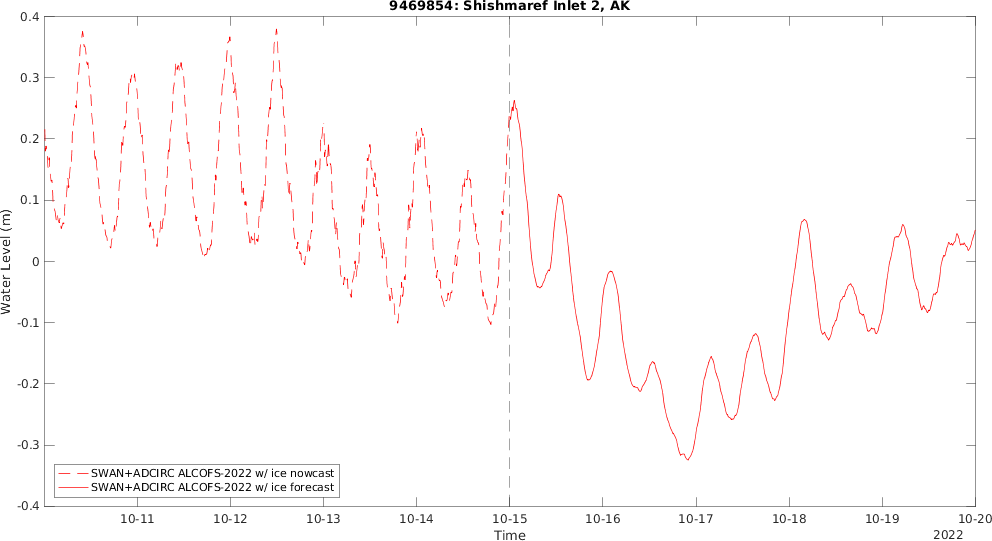 9469854: Shishmaref Inlet 2, AK
0.4
0.3
0.2
0.1
0
-0.1
-0.2
-0.3
-0.4
Water Level (m)
SWAN+ADCIRC ALCOFS-2022 w/ ice nowcast
SWAN+ADCIRC ALCOFS-2022 w/ ice forecast
10-11 10-12 10-13 10-14 10-15 10-16 10-17 10-18 10-19 10-20
Time
2022